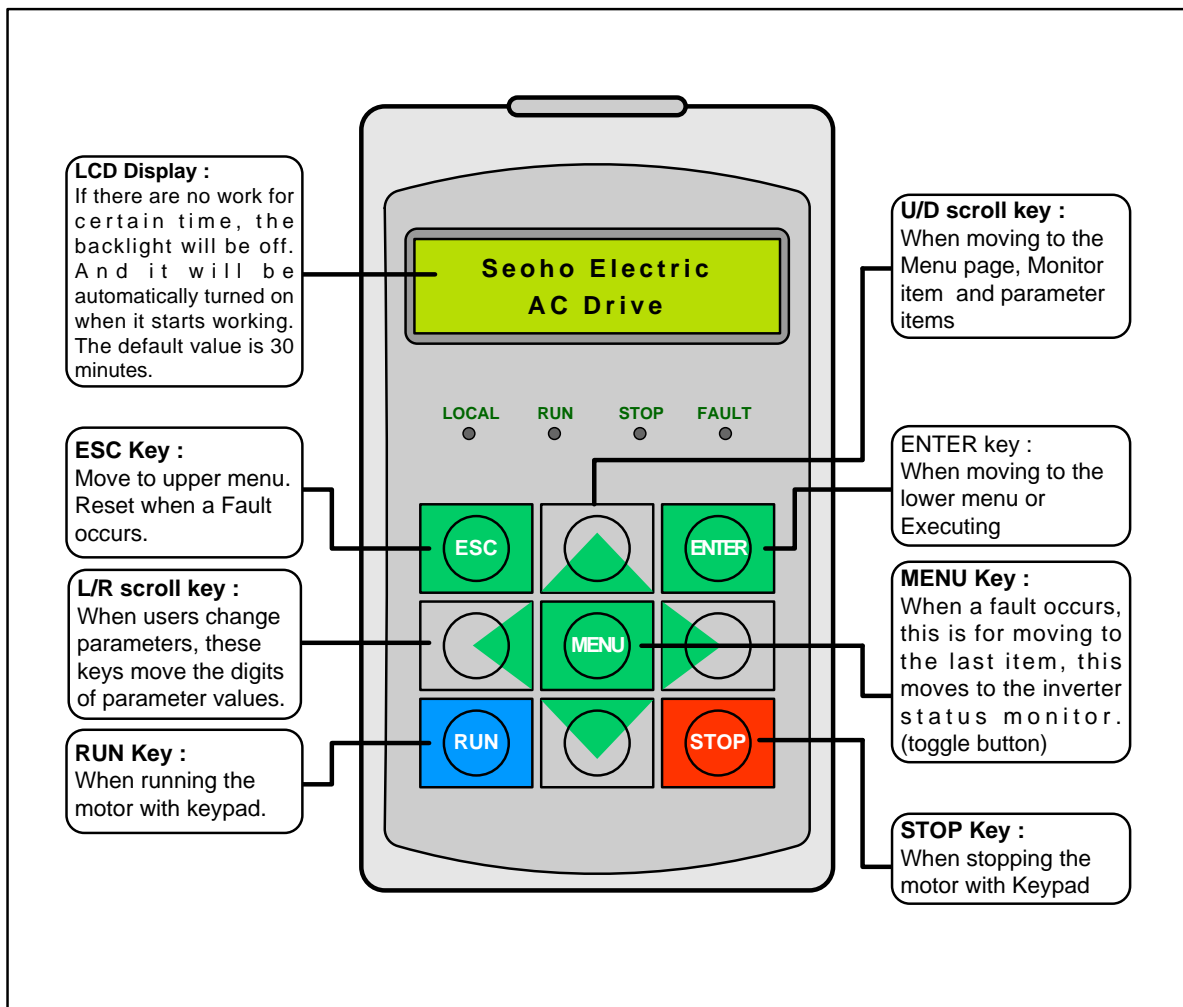 LCD Display :
If there are no work for
certain time, the
backlight will be off.
And it will be
automatically turned on
when it starts working.
The default value is 30
minutes.
ESC Key :
Move to upper menu.
Reset when a Fault
occurs.
L/R scroll key :
When users change
parameters, these
keys move the digits
of parameter values.
RUN Key :
When running the
motor with keypad.
Seoho Electric
AC Drive
LOCAL RUN STOP FAULT
ESC ENTER
MENU
RUN STOP
U/D scroll key :
When moving to the
Menu page, Monitor
item and parameter
items
ENTER key :
When moving to the
lower menu or
Executing
MENU Key :
When a fault occurs,
this is for moving to
the last item, this
moves to the inverter
status monitor.
(toggle button)
STOP Key :
When stopping the
motor with Keypad